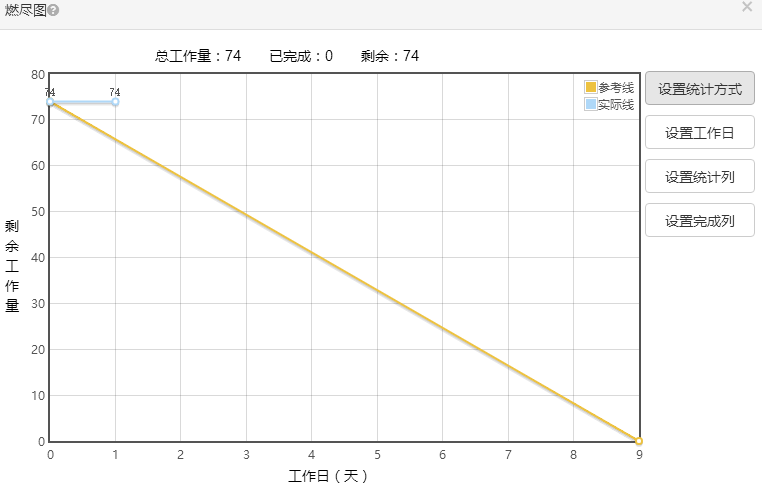 燃尽图?
×
总工作量：74 已完成：0 剩余：74
80
70
60
50
40
30
20
10
0
剩余工作量
74 74
参考线
实际线
0 1 2 3 4 5 6 7 8 9
工作日（天）
设置统计方式
设置工作日
设置统计列
设置完成列